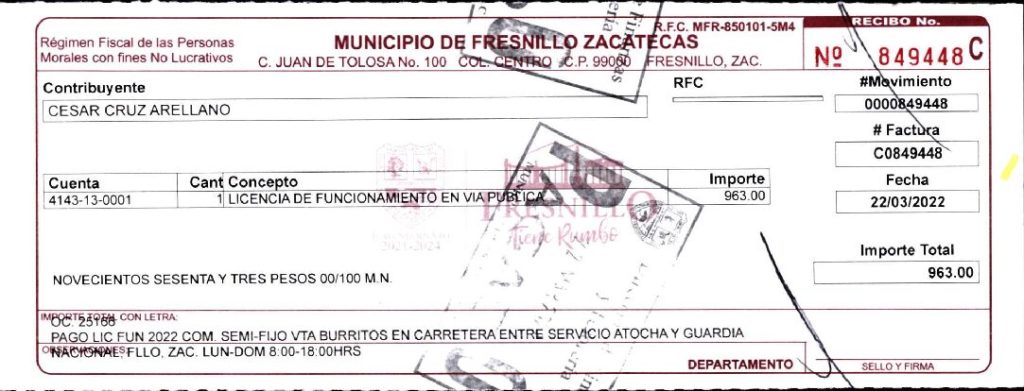 R.F.C. MFR-850101-5M4
RECIBO No.
Régimen Fiscal de las Personas
Morales con fines No Lucrativos
MUNICIPIO DE FRESNILLO ZACATECAS
C. JUAN DE TOLOSA No. 100 COL. CENTRO C.P. 99000 FRESNILLO, ZAC.
Nº 849448 C
Contribuyente
RFC
#Movimiento
CESAR CRUZ ARELLANO
0000849448
# Factura
C0849448
Cuenta Cant Concepto Importe
Fecha
4143-13-0001 1 LICENCIA DE FUNCIONAMIENTO EN VIA PUBLICA 963.00
22/03/2022
FRESNILLO
Tiene Rumbo
2021-2024
Importe Total
963.00
NOVECIENTOS SESENTA Y TRES PESOS 00/100 M.N.
IMPORTE TOTAL CON LETRA:
OC. 25166
PAGO LIC FUN 2022 COM. SEMI-FIJO VTA BURRITOS EN CARRETERA ENTRE SERVICIO ATOCHA Y GUARDIA
OBSERVACIONES:
NACIONAL, FLLO, ZAC. LUN-DOM 8:00-18:00HRS
DEPARTAMENTO
SELLO Y FIRMA